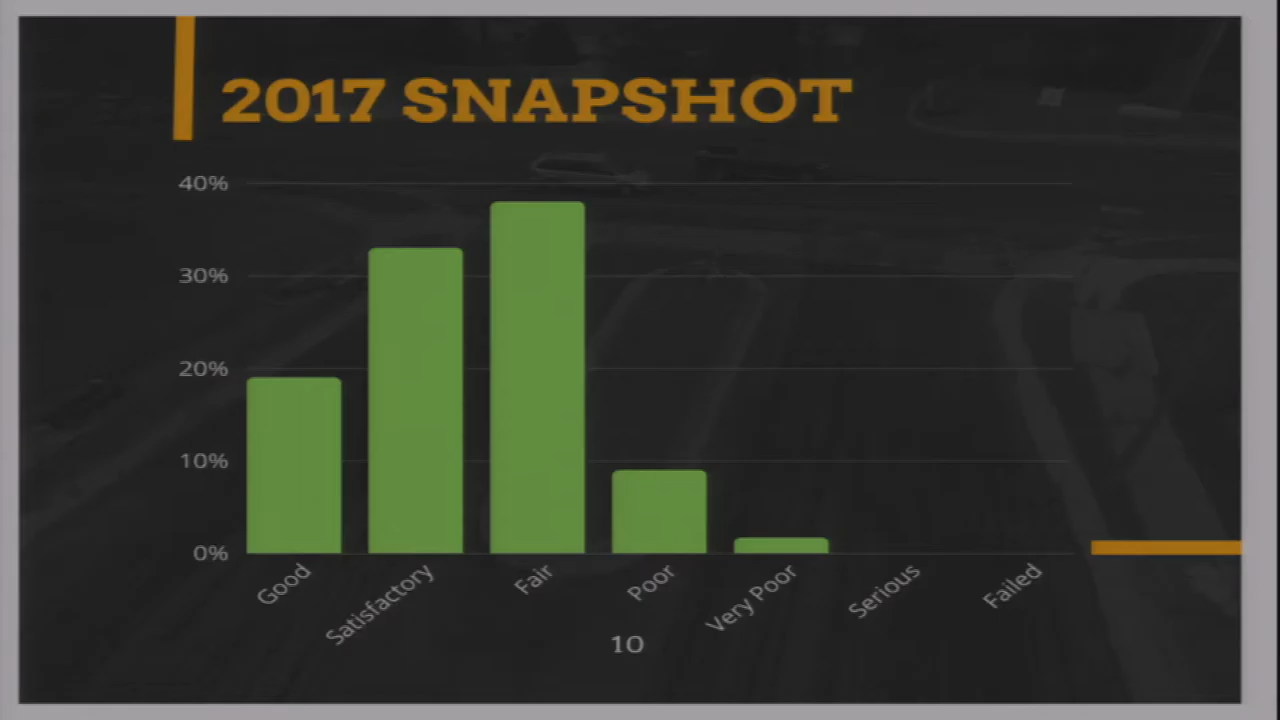 2017 SNAPSHOT
40%
30%
20%
10%
0%
Good
Satisfactory
Fair
Poor
Very Poor
Serious
Failed
10